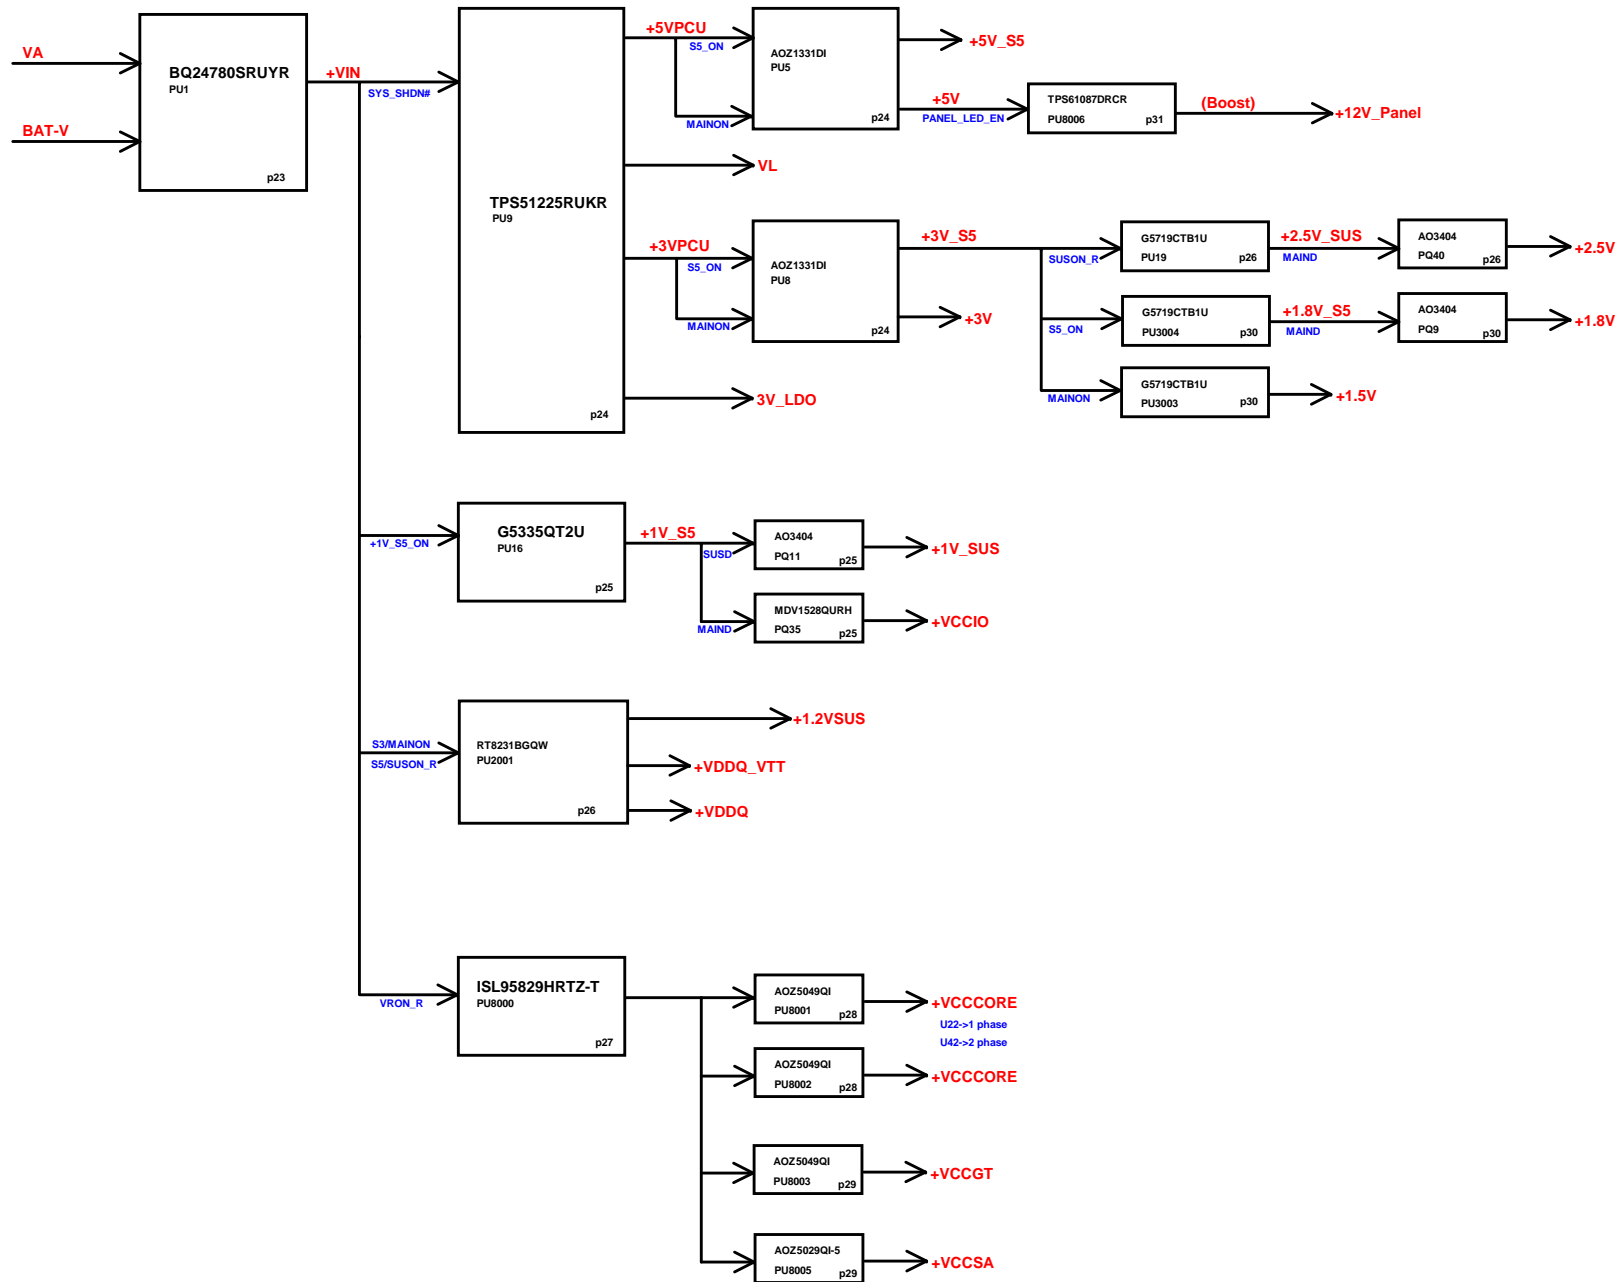 VA
BAT-V
BQ24780SRUYR
PU1
p23
+VIN
SYS_SHDN#
TPS51225RUKR
PU9
p24
+5VPCU
S5_ON
MAINON
AOZ1331DI
PU5
p24
+5V_S5
+5V
PANEL_LED_EN
TPS61087DRCR
PU8006
p31
(Boost)
+12V_Panel
VL
+3VPCU
S5_ON
MAINON
AOZ1331DI
PU8
p24
+3V_S5
+3V
3V_LDO
SUSON_R
G5719CTB1U
PU19
p26
+2.5V_SUS
MAIND
AO3404
PQ40
p26
+2.5V
S5_ON
G5719CTB1U
PU3004
p30
+1.8V_S5
MAIND
AO3404
PQ9
p30
+1.8V
MAINON
G5719CTB1U
PU3003
p30
+1.5V
+1V_S5_ON
G5335QT2U
PU16
p25
+1V_S5
SUSD
AO3404
PQ11
p25
+1V_SUS
MAIND
MDV1528QURH
PQ35
p25
+VCCIO
S3/MAINON
S5/SUSON_R
RT8231BGQW
PU2001
p26
+1.2VSUS
+VDDQ_VTT
+VDDQ
VRON_R
ISL95829HRTZ-T
PU8000
p27
AOZ5049QI
PU8001
p28
+VCCCORE
U22->1 phase
U42->2 phase
AOZ5049QI
PU8002
p28
+VCCCORE
AOZ5049QI
PU8003
p29
+VCCGT
AOZ5029QI-5
PU8005
p29
+VCCSA